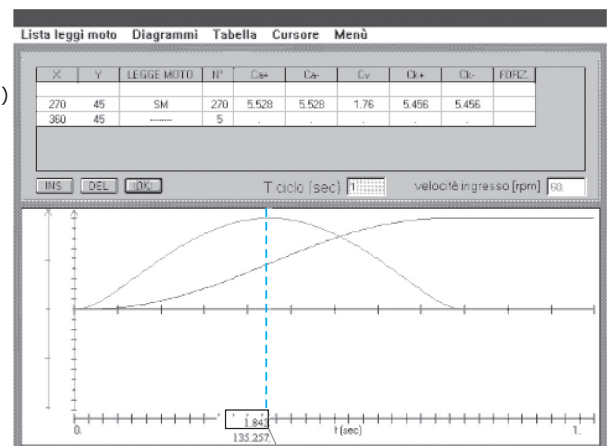 Lista leggi moto Diagrammi Tabella Cursore Menù
)
X Y LEGGE MOTO N° Ca+ Ca- Cv Ck+ Ck- FORZ.
270 45 SM 270 5.528 5.528 1.76 5.456 5.456
360 45 -------- 5 . . . . .
INS DEL (OK) T ciclo (sec) 1 velocità ingresso [rpm] 60.
1.843
0. t (sec) 1.
135.257